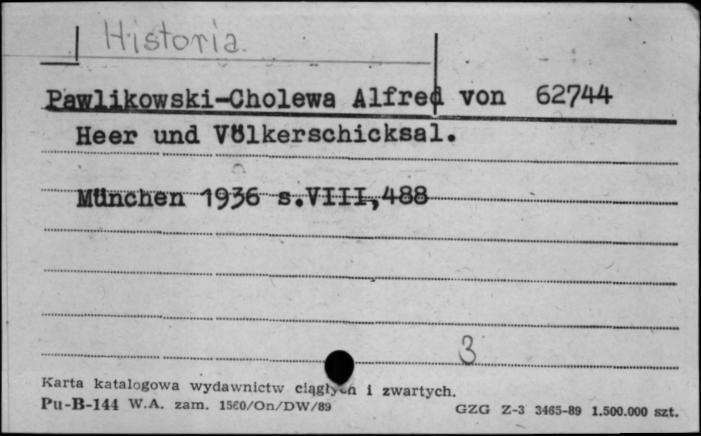 Historia.
Pawlikowski-Cholewa Alfred von 62744
Heer und Völkerschicksal.
München 1936 s.VIII,488
3
Karta katalogowa wydawnictw ciągłych i zwartych.
Pu-B-144 W.A. zam. 1560/On/DW/89 GZG Z-3 3465-89 1.500.000 szt.